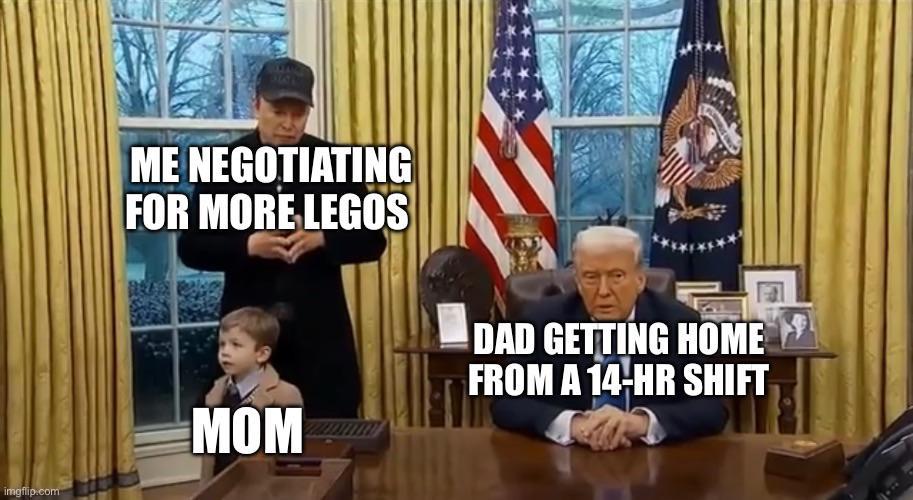 ME NEGOTIATING
FOR MORE LEGOS
DAD GETTING HOME
FROM A 14-HR SHIFT
MOM
imgflip.com